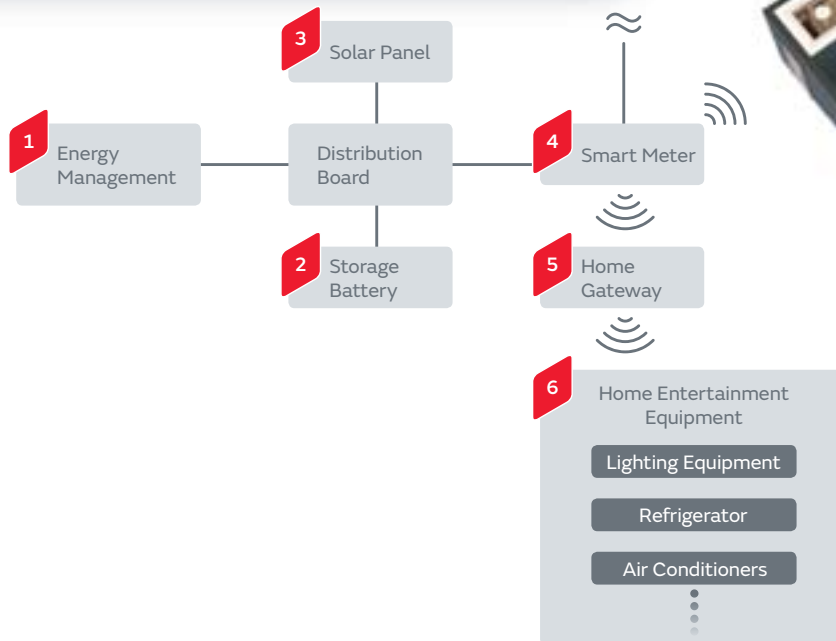 3
Solar Panel
1
Energy
Management
Distribution
Board
4
Smart Meter
2
Storage
Battery
5
Home
Gateway
6
Home Entertainment
Equipment
Lighting Equipment
Refrigerator
Air Conditioners